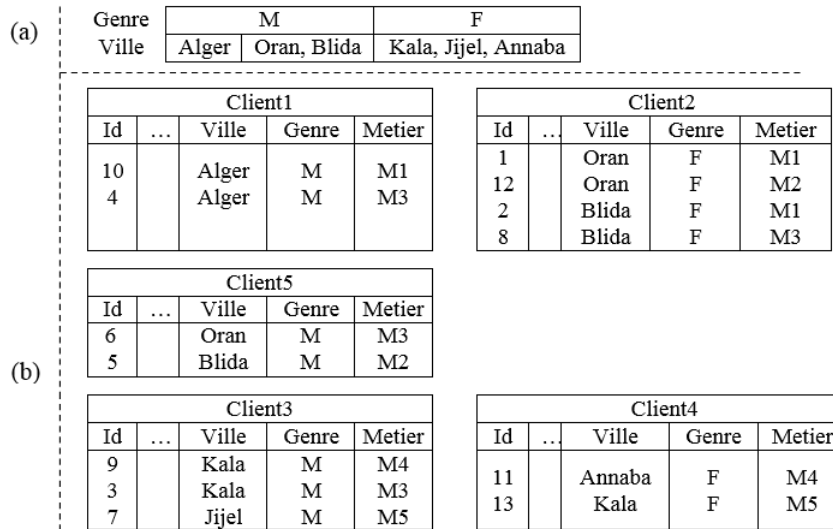 (a)
Genre M F
Ville Alger Oran, Blida Kala, Jijel, Annaba
Client1
Id … Ville Genre Metier
10 Alger M M1
4 Alger M M3
Client2
Id … Ville Genre Metier
1 Oran F M1
12 Oran F M2
2 Blida F M1
8 Blida F M3
Client5
Id … Ville Genre Metier
6 Oran M M3
5 Blida M M2
(b)
Client3
Id … Ville Genre Metier
9 Kala M M4
3 Kala M M3
7 Jijel M M5
Client4
Id … Ville Genre Metier
11 Annaba F M4
13 Kala F M5